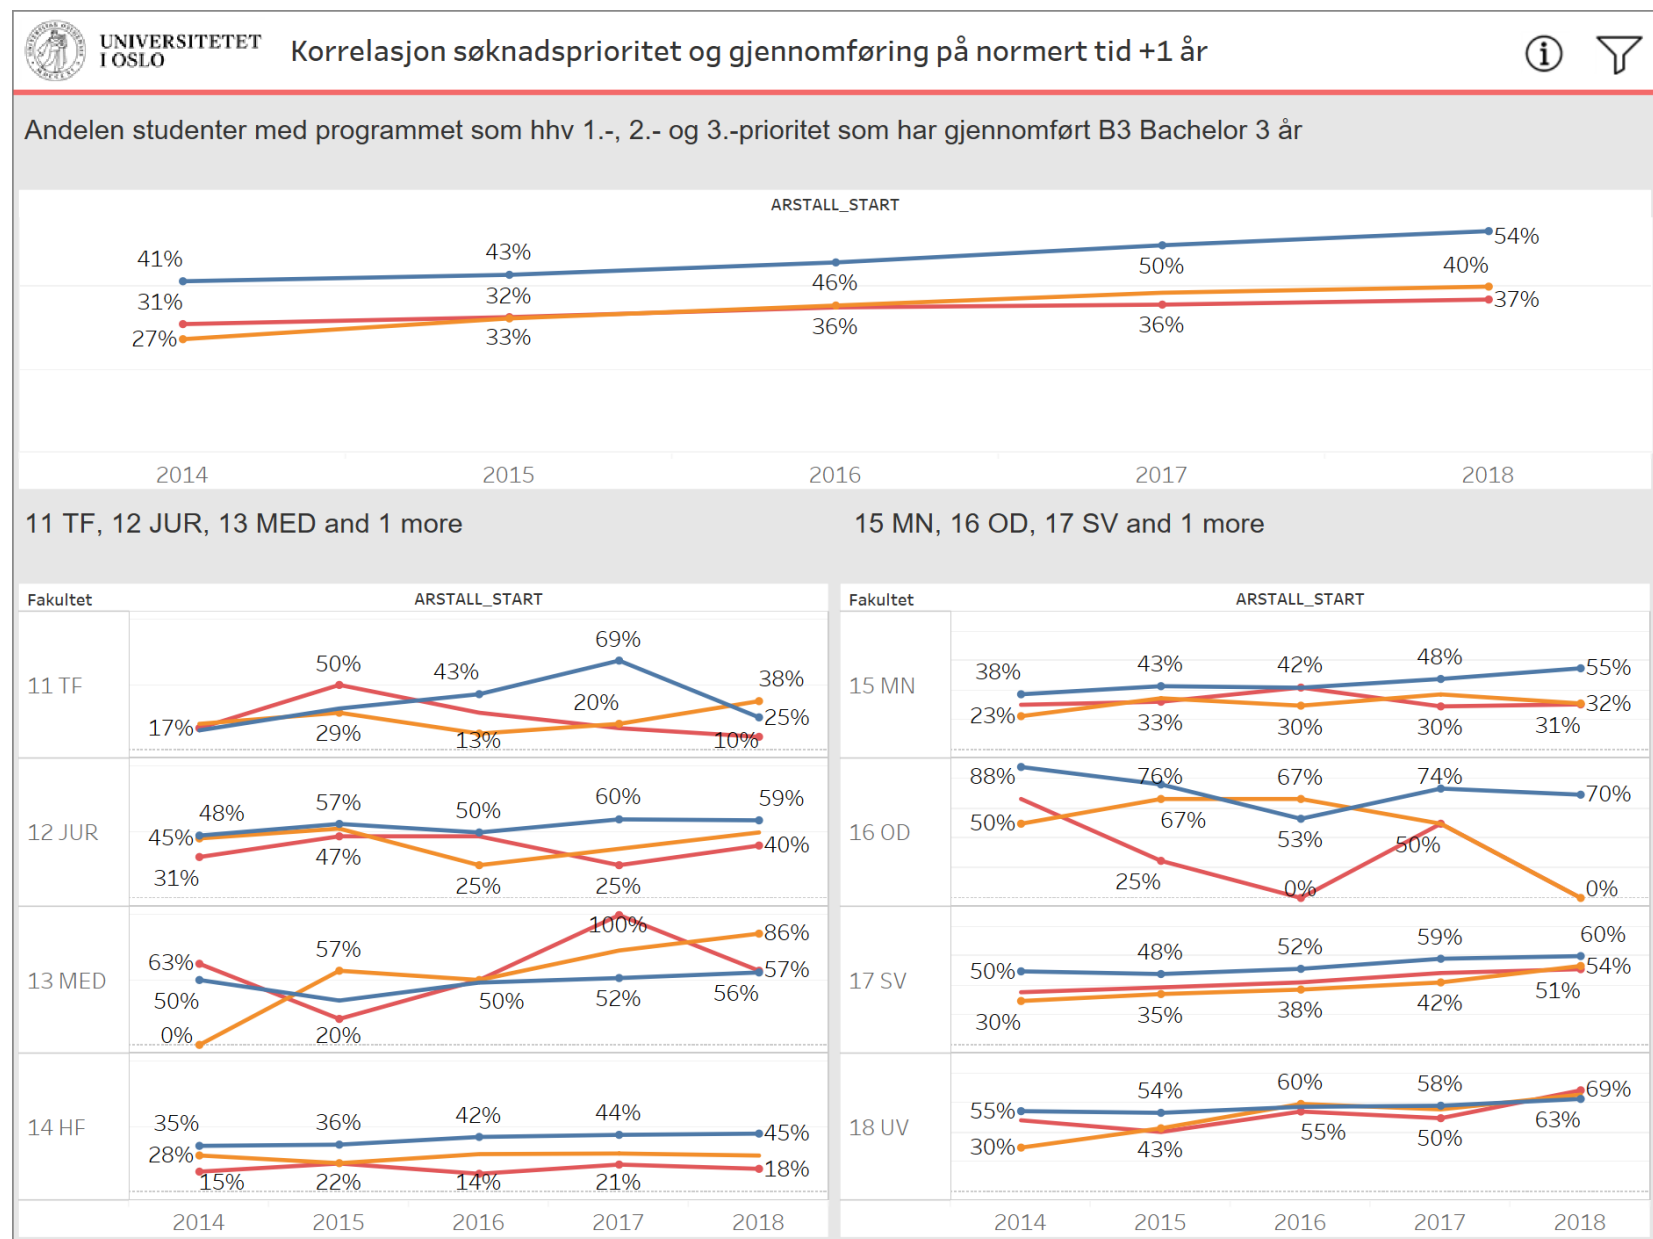 UNIVERSITETET
I OSLO
Korrelasjon søknadsprioritet og gjennomføring på normert tid +1 år
Andelen studenter med programmet som hhv 1.-, 2.- og 3.-prioritet som har gjennomført B3 Bachelor 3 år
ARSTALL_START
41% 43% 46% 50% 54%
31% 32% 36% 36% 40%
27% 33% 37%
2014 2015 2016 2017 2018
11 TF, 12 JUR, 13 MED and 1 more
Fakultet ARSTALL_START
11 TF
17% 50% 29% 43% 13% 69% 20% 38% 25% 10%
12 JUR
48% 45% 31% 57% 47% 50% 25% 60% 25% 59% 40%
13 MED
63% 50% 0% 57% 20% 50% 100% 52% 86% 57% 56%
14 HF
35% 28% 15% 36% 22% 42% 14% 44% 21% 45% 18%
2014 2015 2016 2017 2018
15 MN, 16 OD, 17 SV and 1 more
Fakultet ARSTALL_START
15 MN
38% 23% 43% 33% 42% 30% 48% 30% 55% 32% 31%
16 OD
88% 50% 76% 67% 25% 67% 53% 0% 74% 50% 70% 0%
17 SV
50% 30% 48% 35% 52% 38% 59% 42% 60% 54% 51%
18 UV
55% 30% 54% 43% 60% 55% 58% 50% 69% 63%
2014 2015 2016 2017 2018